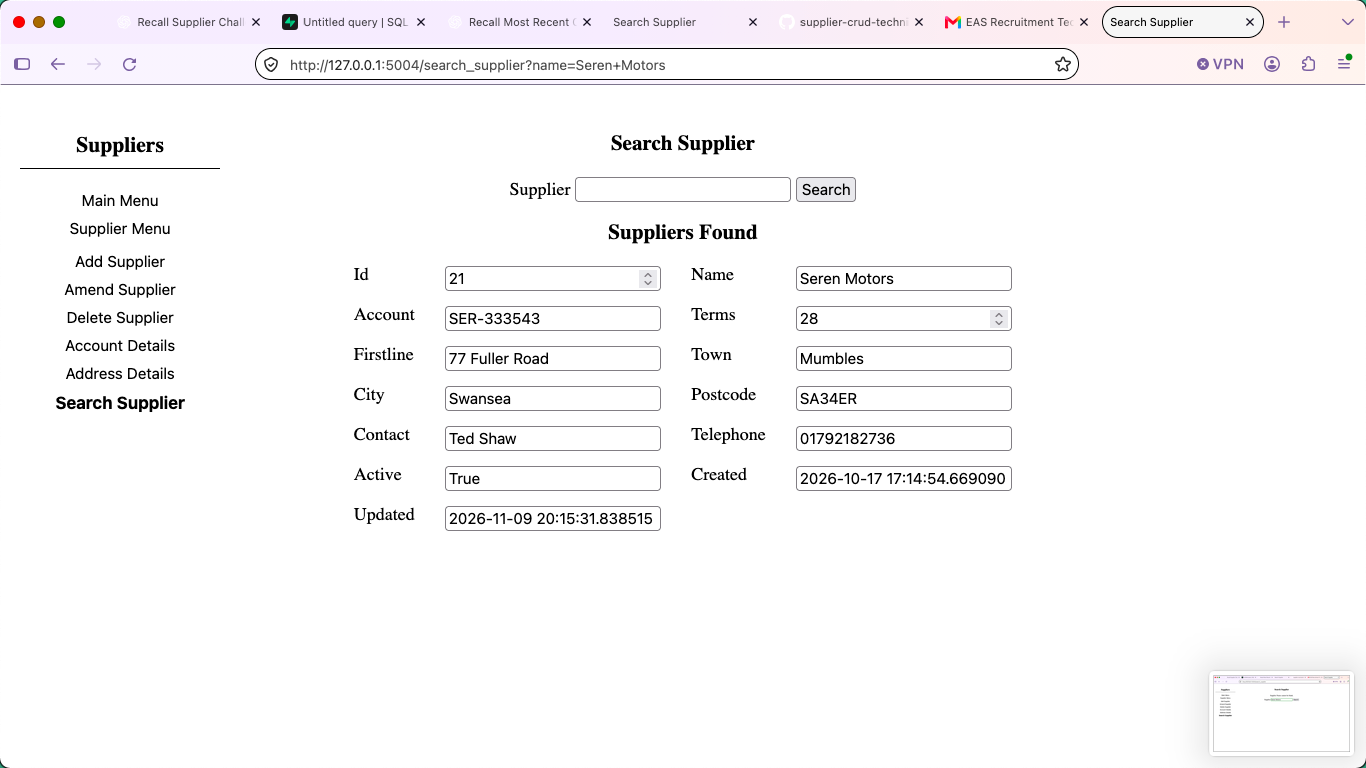 Recall Supplier Chal
Untitled query | SQL
Recall Most Recent
Search Supplier
supplier-crud-techni
EAS Recruitment Tec
Search Supplier
http://127.0.0.1:5004/search_supplier?name=Seren+Motors
VPN
Suppliers
Main Menu
Supplier Menu
Add Supplier
Amend Supplier
Delete Supplier
Account Details
Address Details
Search Supplier
Search Supplier
Supplier Search
Suppliers Found
Id 21 Name Seren Motors
Account SER-333543 Terms 28
Firstline 77 Fuller Road Town Mumbles
City Swansea Postcode SA34ER
Contact Ted Shaw Telephone 01792182736
Active True Created 2026-10-17 17:14:54.669090
Updated 2026-11-09 20:15:31.838515